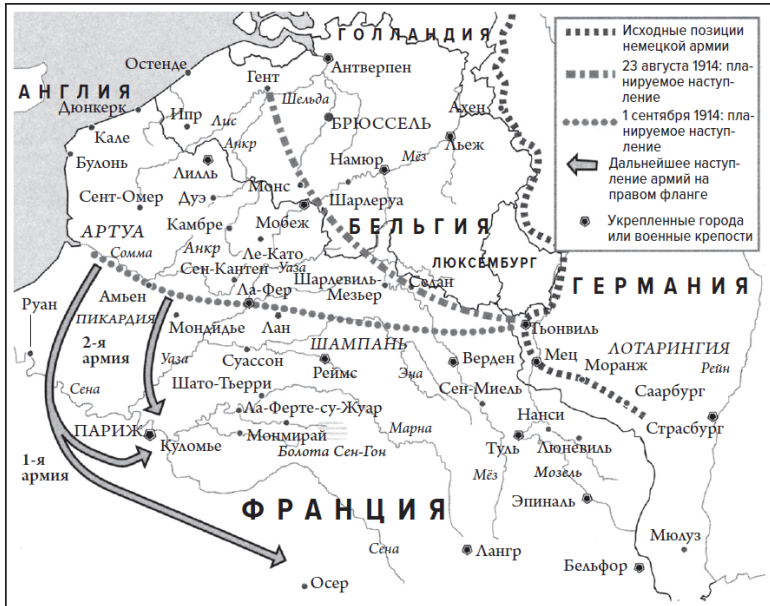 ГОЛЛАНДИЯ
Исходные позиции
немецкой армии
23 августа 1914: пла-
нируемое наступ-
ление
1 сентября 1914: пла-
нируемое наступ-
ление
Дальнейшее наступ-
ление армий на
правом фланге
Укрепленные города
или военные крепости
Остенде
Антверпен
Гент
АНГЛИЯ
Дюнкерк
Шельда
Ахен
Ипр
Лис
БРЮССЕЛЬ
Кале
Анкр
Льеж
Булонь
Намюр
Мёз
Лилль
Монс
Сент-Омер
Дуэ
Шарлеруа
Камбре
Мобеж
БЕЛЬГИЯ
АРТУА
Анкр
Сомма
Ле-Като
ЛЮКСЕМБУРГ
Сен-Кантен
Уаза
Шарлевиль-
Мезьер
Седан
ГЕРМАНИЯ
Амьен
Ла-Фер
Руан
ПИКАРДИЯ
Мондидье
Лан
Тьонвиль
2-я
армия
ШАМПАНЬ
ЛОТАРИНГИЯ
Уаза
Суассон
Реймс
Верден
Мец
Моранж
Рейн
Эна
Сена
Шато-Тьерри
Сен-Миель
Саарбург
Ла-Ферте-су-Жуар
Нанси
Страсбург
ПАРИЖ
Куломье
Монмирай
Марна
Болота Сен-Гон
Туль
Люневиль
1-я
армия
Мёз
Мозель
ФРАНЦИЯ
Эпиналь
Сена
Лангр
Мюлуз
Бельфор
Осер